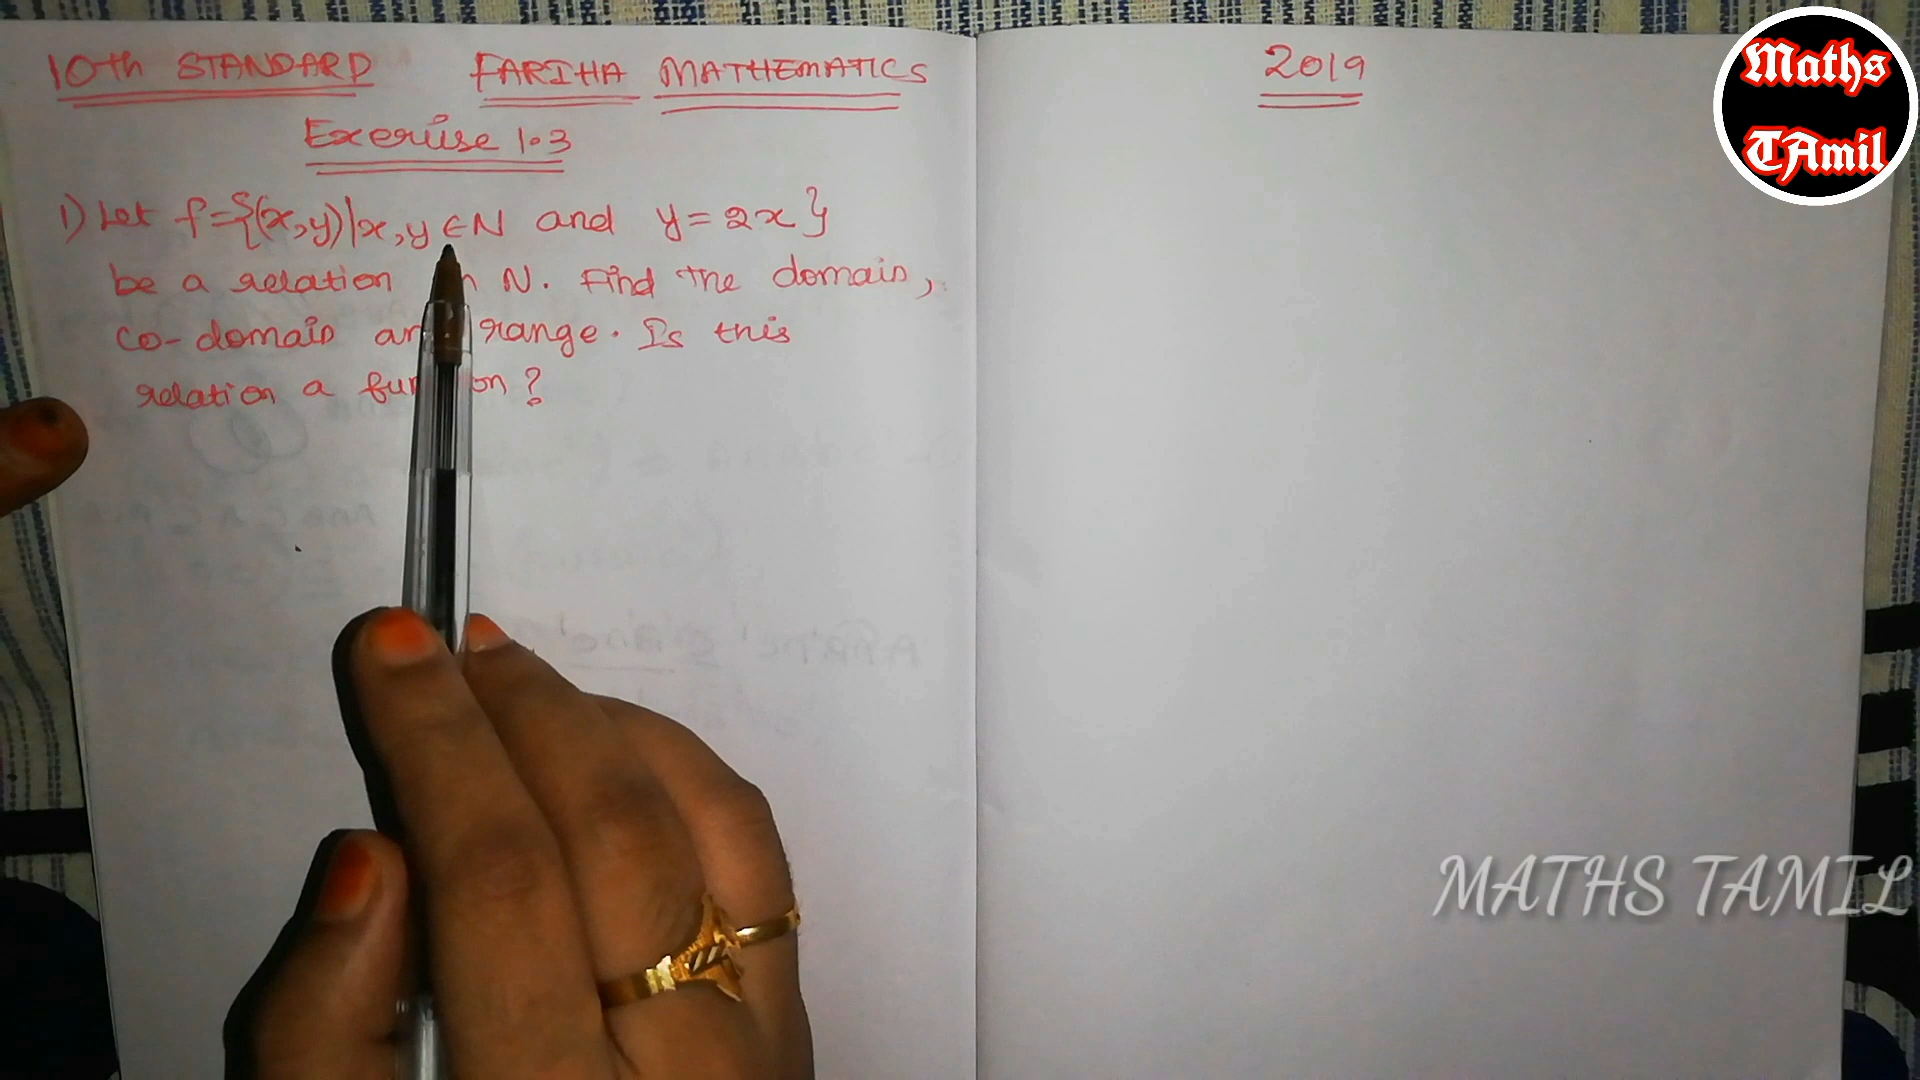 10th STANDARD FARIHA MATHEMATICS
Exercise 1.3
1) Let f={(x,y)|x,y∈N and y=2x}
be a relation N. Find the domain,
co-domain range. Is this
relation a ?
2019
Maths
TAmil
MATHS TAMIL